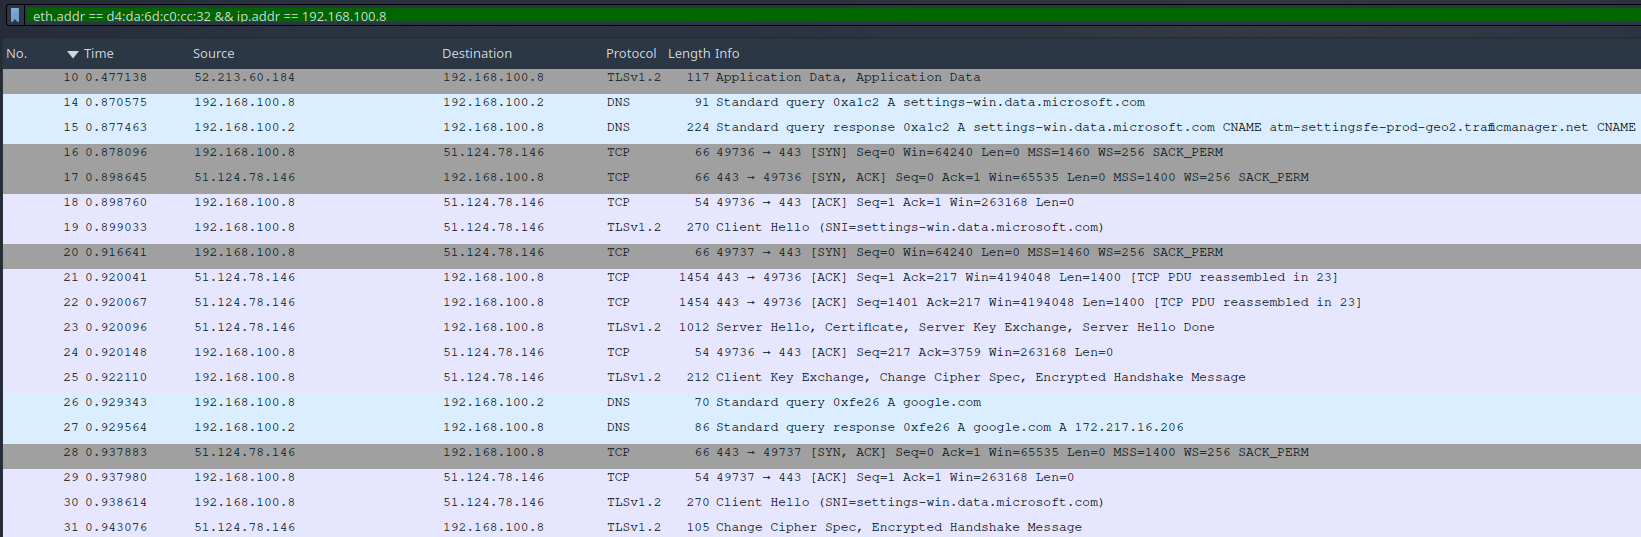 eth.addr == d4:da:6d:c0:cc:32 && ip.addr == 192.168.100.8
No. Time Source Destination Protocol Length Info
10 0.477138 52.213.60.184 192.168.100.8 TLSv1.2 117 Application Data, Application Data
14 0.870575 192.168.100.8 192.168.100.2 DNS 91 Standard query 0xa1c2 A settings-win.data.microsoft.com
15 0.877463 192.168.100.2 192.168.100.8 DNS 224 Standard query response 0xa1c2 A settings-win.data.microsoft.com CNAME atm-settingsfe-prod-geo2.trafficmanager.net CNAME
16 0.878096 192.168.100.8 51.124.78.146 TCP 66 49736 → 443 [SYN] Seq=0 Win=64240 Len=0 MSS=1460 WS=256 SACK_PERM
17 0.898645 51.124.78.146 192.168.100.8 TCP 66 443 → 49736 [SYN, ACK] Seq=0 Ack=1 Win=65535 Len=0 MSS=1400 WS=256 SACK_PERM
18 0.898760 192.168.100.8 51.124.78.146 TCP 54 49736 → 443 [ACK] Seq=1 Ack=1 Win=263168 Len=0
19 0.899033 192.168.100.8 51.124.78.146 TLSv1.2 270 Client Hello (SNI=settings-win.data.microsoft.com)
20 0.916641 192.168.100.8 51.124.78.146 TCP 66 49737 → 443 [SYN] Seq=0 Win=64240 Len=0 MSS=1460 WS=256 SACK_PERM
21 0.920041 51.124.78.146 192.168.100.8 TCP 1454 443 → 49736 [ACK] Seq=1 Ack=217 Win=4194048 Len=1400 [TCP PDU reassembled in 23]
22 0.920067 51.124.78.146 192.168.100.8 TCP 1454 443 → 49736 [ACK] Seq=1401 Ack=217 Win=4194048 Len=1400 [TCP PDU reassembled in 23]
23 0.920096 51.124.78.146 192.168.100.8 TLSv1.2 1012 Server Hello, Certificate, Server Key Exchange, Server Hello Done
24 0.920148 192.168.100.8 51.124.78.146 TCP 54 49736 → 443 [ACK] Seq=217 Ack=3759 Win=263168 Len=0
25 0.922110 192.168.100.8 51.124.78.146 TLSv1.2 212 Client Key Exchange, Change Cipher Spec, Encrypted Handshake Message
26 0.929343 192.168.100.8 192.168.100.2 DNS 70 Standard query 0xfe26 A google.com
27 0.929564 192.168.100.2 192.168.100.8 DNS 86 Standard query response 0xfe26 A google.com A 172.217.16.206
28 0.937883 51.124.78.146 192.168.100.8 TCP 66 443 → 49737 [SYN, ACK] Seq=0 Ack=1 Win=65535 Len=0 MSS=1400 WS=256 SACK_PERM
29 0.937980 192.168.100.8 51.124.78.146 TCP 54 49737 → 443 [ACK] Seq=1 Ack=1 Win=263168 Len=0
30 0.938614 192.168.100.8 51.124.78.146 TLSv1.2 270 Client Hello (SNI=settings-win.data.microsoft.com)
31 0.943076 51.124.78.146 192.168.100.8 TLSv1.2 105 Change Cipher Spec, Encrypted Handshake Message